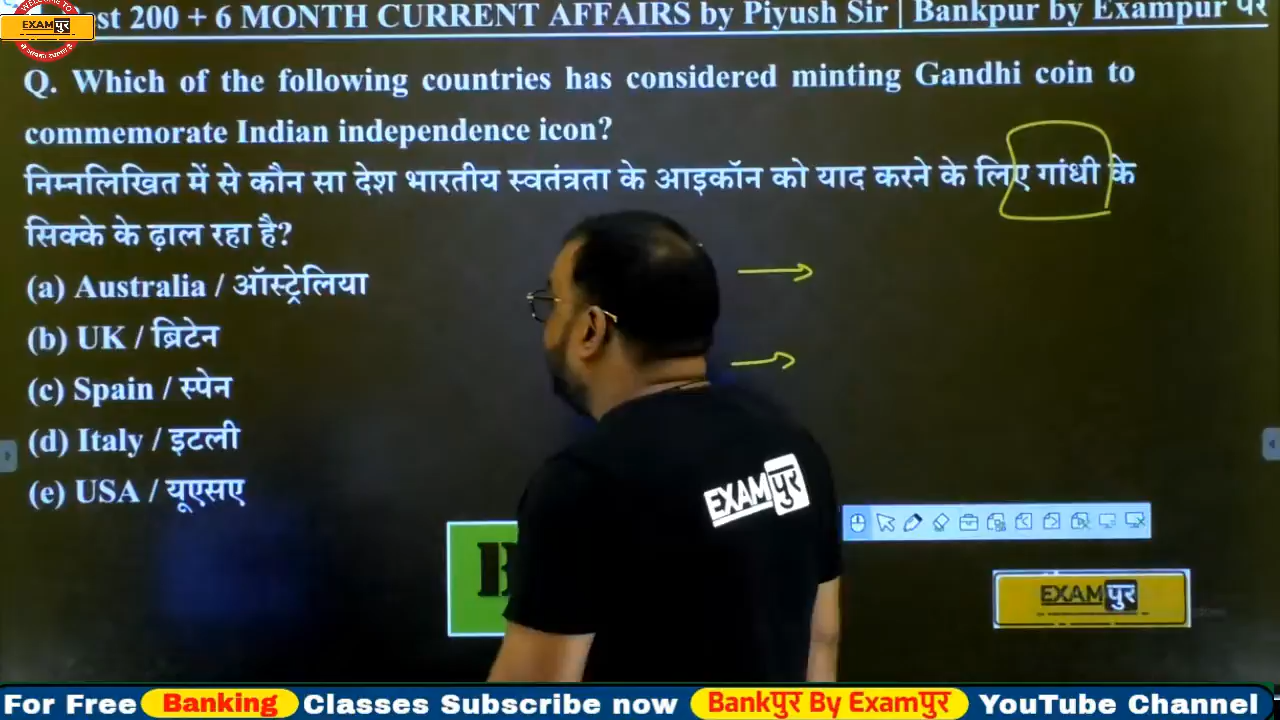 WELCOME TO
EXAMपुर
st 200 + 6 MONTH CURRENT AFFAIRS by Piyush Sir | Bankpur by Exampur पर
Q. Which of the following countries has considered minting Gandhi coin to
commemorate Indian independence icon?
निम्नलिखित में से कौन सा देश भारतीय स्वतंत्रता के आइकॉन को याद करने के लिए गांधी के
सिक्के के ढ़ाल रहा है?
(a) Australia / ऑस्ट्रेलिया
(b) UK / ब्रिटेन
(c) Spain / स्पेन
(d) Italy / इटली
(e) USA / यूएसए
EXAMपुर
EXAMपुर
For Free Banking Classes Subscribe now Bankपुर By Examपुर YouTube Channel